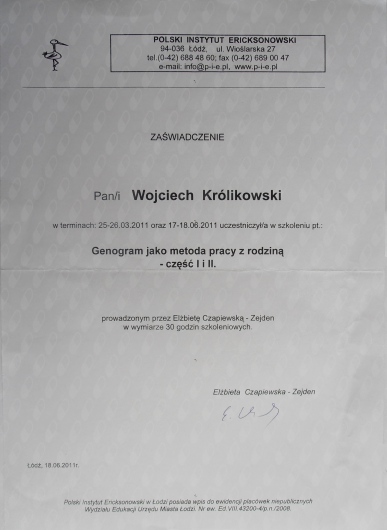 POLSKI INSTYTUT ERICKSONOWSKI
94-036 Łódź, ul. Wioślarska 27
tel.(0-42) 688 48 60; fax (0-42) 689 00 47
e-mail: info@p-i-e.pl, www.p-i-e.pl
ZAŚWIADCZENIE
Pan/i Wojciech Królikowski
w terminach: 25-26.03.2011 oraz 17-18.06.2011 uczestniczył/a w szkoleniu pt.:
Genogram jako metoda pracy z rodziną
- część I i II.
prowadzonym przez Elżbietę Czapiewską - Zejden
w wymiarze 30 godzin szkoleniowych.
Elżbieta Czapiewska - Zejden
Łódź, 18.06.2011r.
Polski Instytut Ericksonowski w Łodzi posiada wpis do ewidencji placówek niepublicznych
Wydziału Edukacji Urzędu Miasta Łodzi. Nr ew. Ed.VIII 43200-4/p.n./2008.